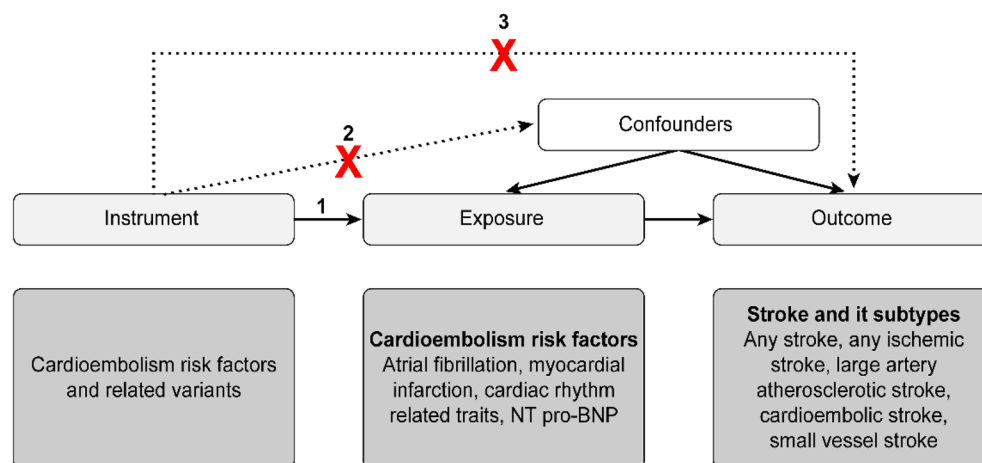 3
Confounders
2
Instrument
1
Exposure
Outcome
Cardioembolism risk factors
and related variants
Cardioembolism risk factors
Atrial fibrillation, myocardial
infarction, cardiac rhythm
related traits, NT pro-BNP
Stroke and it subtypes
Any stroke, any ischemic
stroke, large artery
atherosclerotic stroke,
cardioembolic stroke,
small vessel stroke